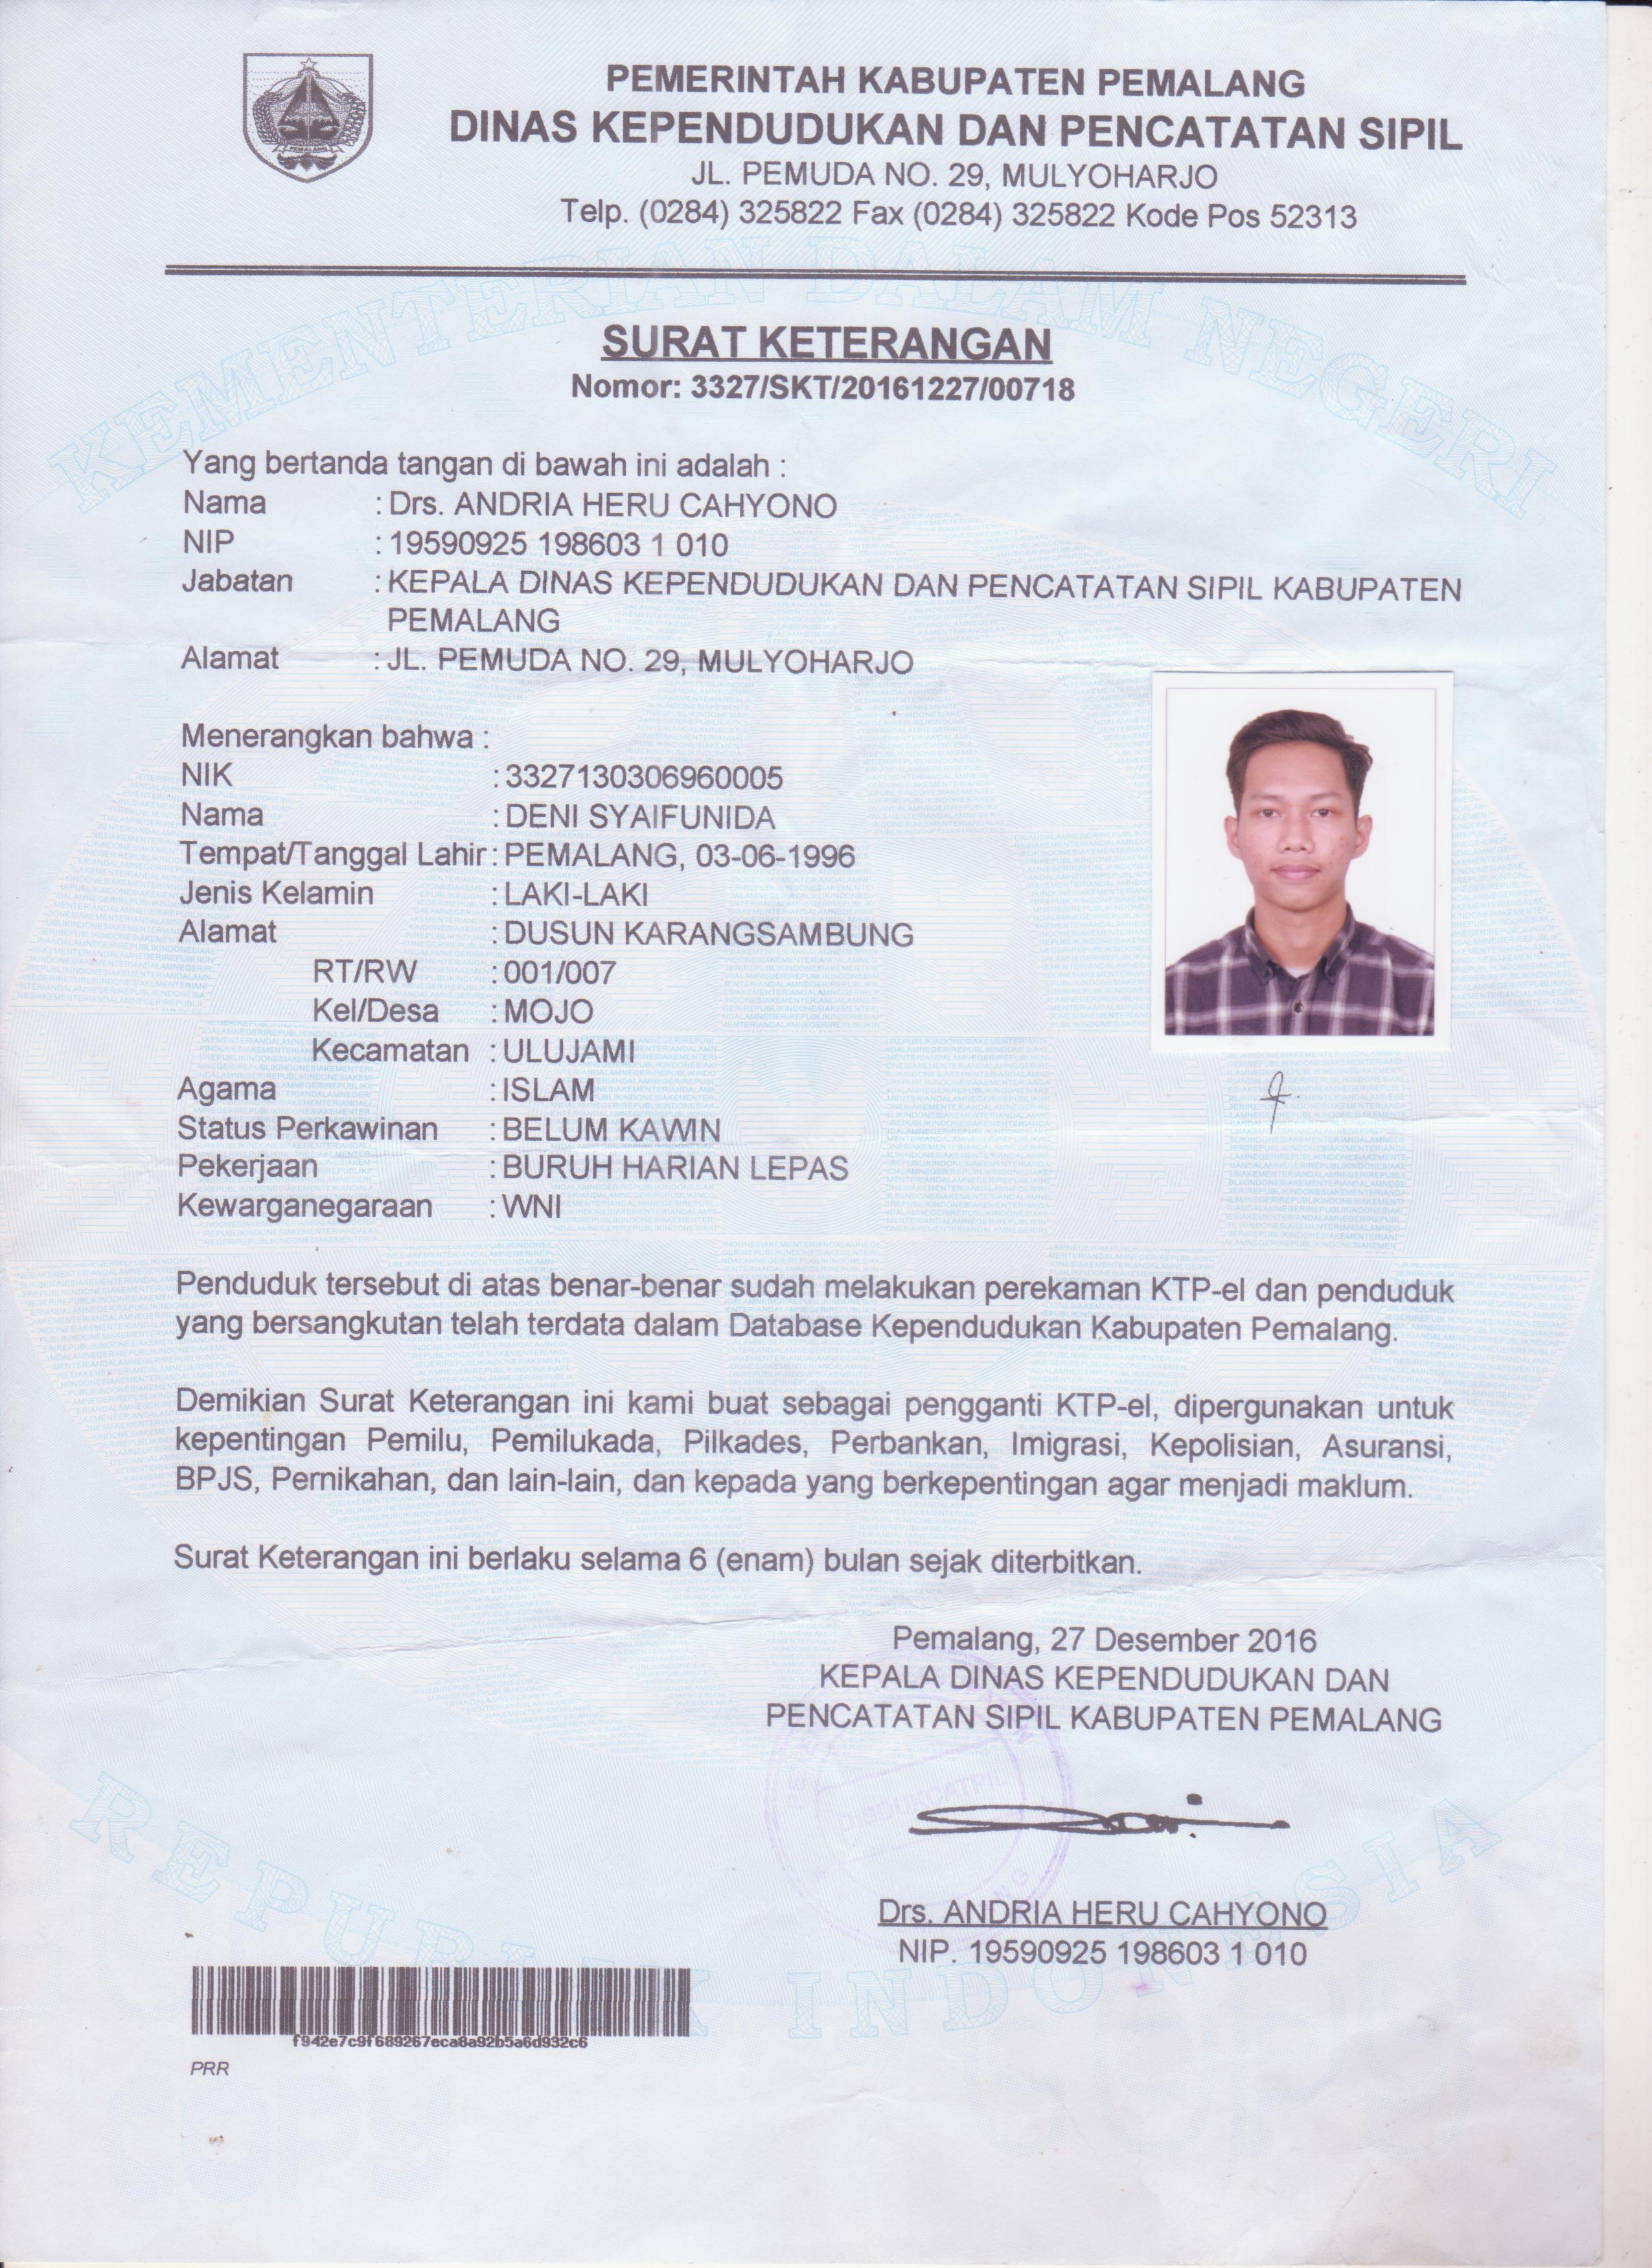 PEMERINTAH KABUPATEN PEMALANG
DINAS KEPENDUDUKAN DAN PENCATATAN SIPIL
JL. PEMUDA NO. 29, MULYOHARJO
Telp. (0284) 325822 Fax (0284) 325822 Kode Pos 52313
PEMALANG
KEMENTERIAN DALAM NEGERI
SURAT KETERANGAN
Nomor: 3327/SKT/20161227/00718
Yang bertanda tangan di bawah ini adalah :
Nama : Drs. ANDRIA HERU CAHYONO
NIP : 19590925 198603 1 010
Jabatan : KEPALA DINAS KEPENDUDUKAN DAN PENCATATAN SIPIL KABUPATEN
PEMALANG
Alamat : JL. PEMUDA NO. 29, MULYOHARJO
Menerangkan bahwa :
NIK : 3327130306960005
Nama : DENI SYAIFUNIDA
Tempat/Tanggal Lahir : PEMALANG, 03-06-1996
Jenis Kelamin : LAKI-LAKI
Alamat : DUSUN KARANGSAMBUNG
RT/RW : 001/007
Kel/Desa : MOJO
Kecamatan : ULUJAMI
Agama : ISLAM
Status Perkawinan : BELUM KAWIN
Pekerjaan : BURUH HARIAN LEPAS
Kewarganegaraan : WNI
Penduduk tersebut di atas benar-benar sudah melakukan perekaman KTP-el dan penduduk
yang bersangkutan telah terdata dalam Database Kependudukan Kabupaten Pemalang.
Demikian Surat Keterangan ini kami buat sebagai pengganti KTP-el, dipergunakan untuk
kepentingan Pemilu, Pemilukada, Pilkades, Perbankan, Imigrasi, Kepolisian, Asuransi,
BPJS, Pernikahan, dan lain-lain, dan kepada yang berkepentingan agar menjadi maklum.
Surat Keterangan ini berlaku selama 6 (enam) bulan sejak diterbitkan.
Pemalang, 27 Desember 2016
KEPALA DINAS KEPENDUDUKAN DAN
PENCATATAN SIPIL KABUPATEN PEMALANG
DISDUKCATPIL
Drs. ANDRIA HERU CAHYONO
NIP. 19590925 198603 1 010
REPUBLIK INDONESIA
f942e7c9f689267eca8a92b5a6d932c6
PRR
COPY